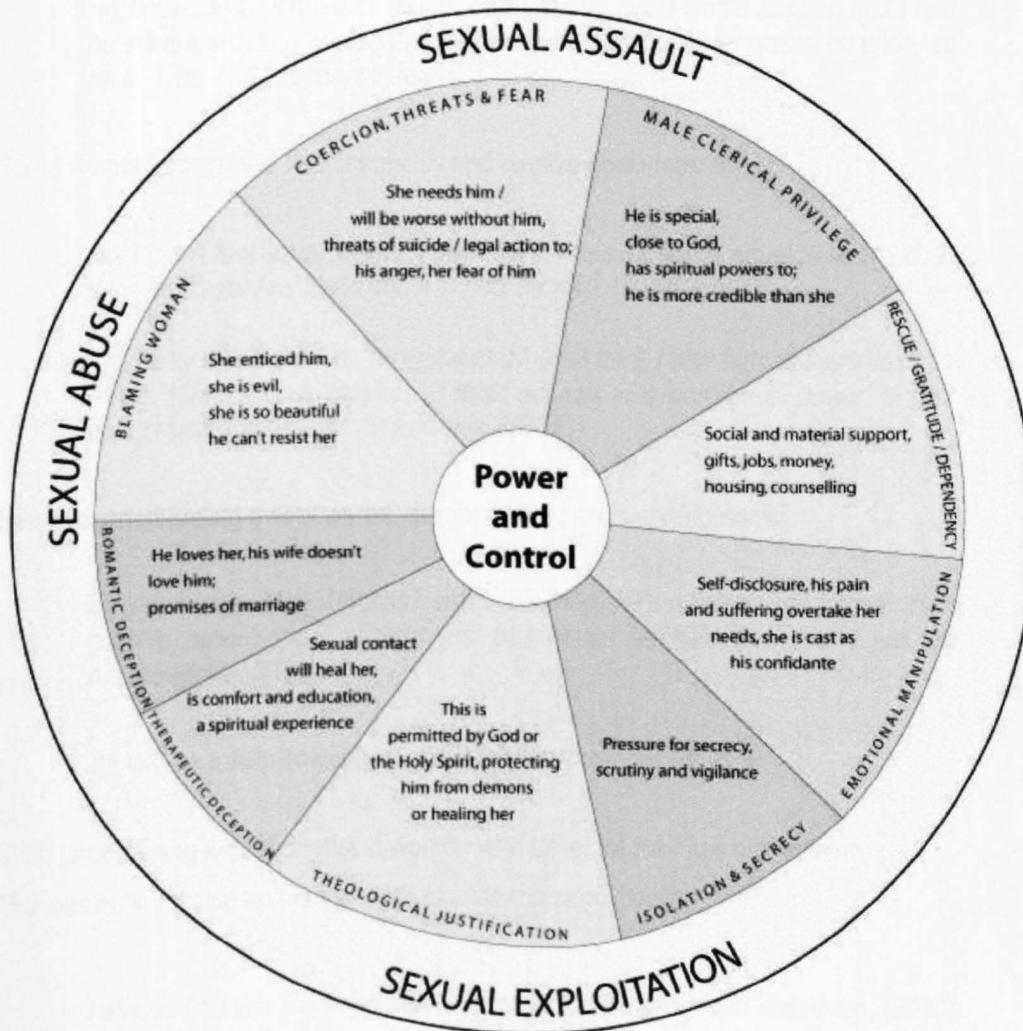 SEXUAL ASSAULT
COERCION, THREATS & FEAR
She needs him /
will be worse without him,
threats of suicide / legal action to;
his anger, her fear of him
MALE CLERICAL PRIVILEGE
He is special,
close to God,
has spiritual powers to;
he is more credible than she
RESCUE / GRATITUDE / DEPENDENCY
Social and material support,
gifts, jobs, money,
housing, counselling
EMOTIONAL MANIPULATION
Self-disclosure, his pain
and suffering overtake her
needs, she is cast as
his confidante
ISOLATION & SECRECY
Pressure for secrecy,
scrutiny and vigilance
SEXUAL EXPLOITATION
THEOLOGICAL JUSTIFICATION
This is
permitted by God or
the Holy Spirit, protecting
him from demons
or healing her
THERAPEUTIC DECEPTION
Sexual contact
will heal her,
is comfort and education,
a spiritual experience
ROMANTIC DECEPTION
He loves her, his wife doesn't
love him;
promises of marriage
SEXUAL ABUSE
BLAMING WOMAN
She enticed him,
she is evil,
she is so beautiful
he can't resist her
Power
and
Control